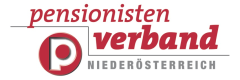 pensionisten
p verband
NIEDERÖSTERREICH